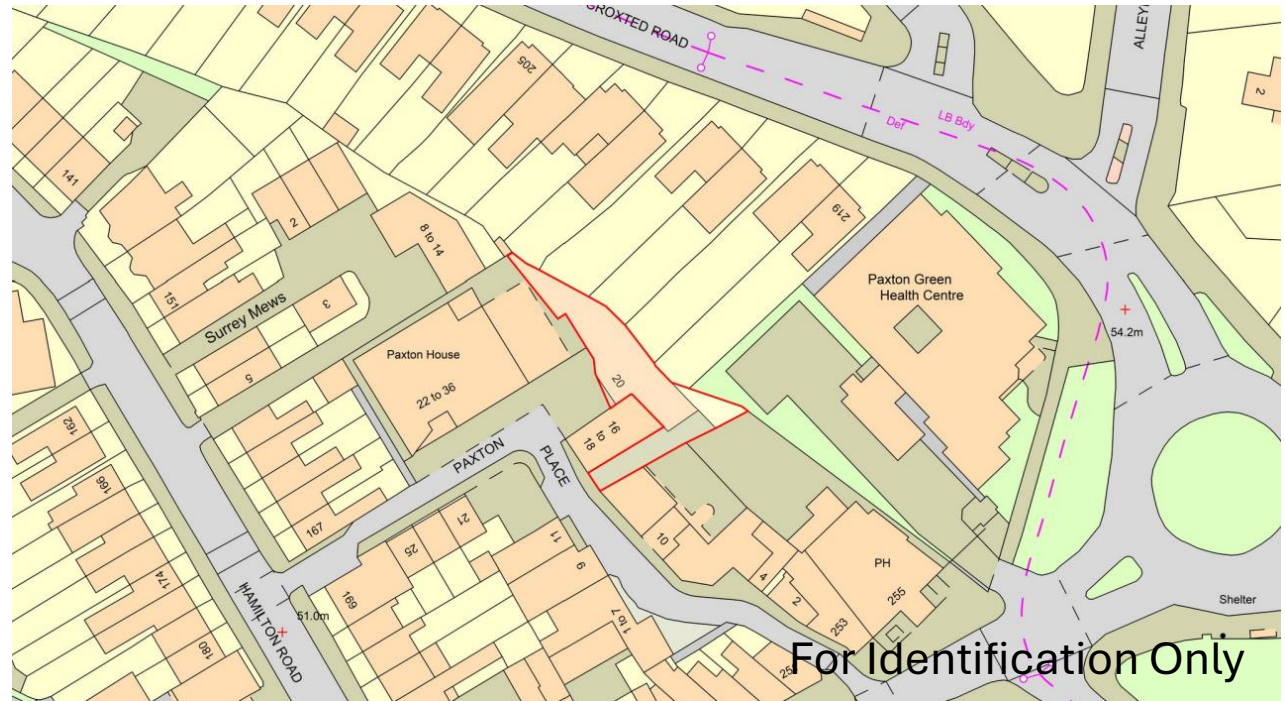 CROXTED ROAD
ALLEY
205
2
Def
LB Bdy
141
2
8 to 14
219
Paxton Green
Health Centre
151
Surrey Mews
3
54.2m
Paxton House
5
22 to 36
20
16
to
18
162
PAXTON
PLACE
166
167
21
25
11
10
9
PH
174
4
2
255
Shelter
169
51.0m
1 to 7
253
HAMILTON ROAD
180
For Identification Only